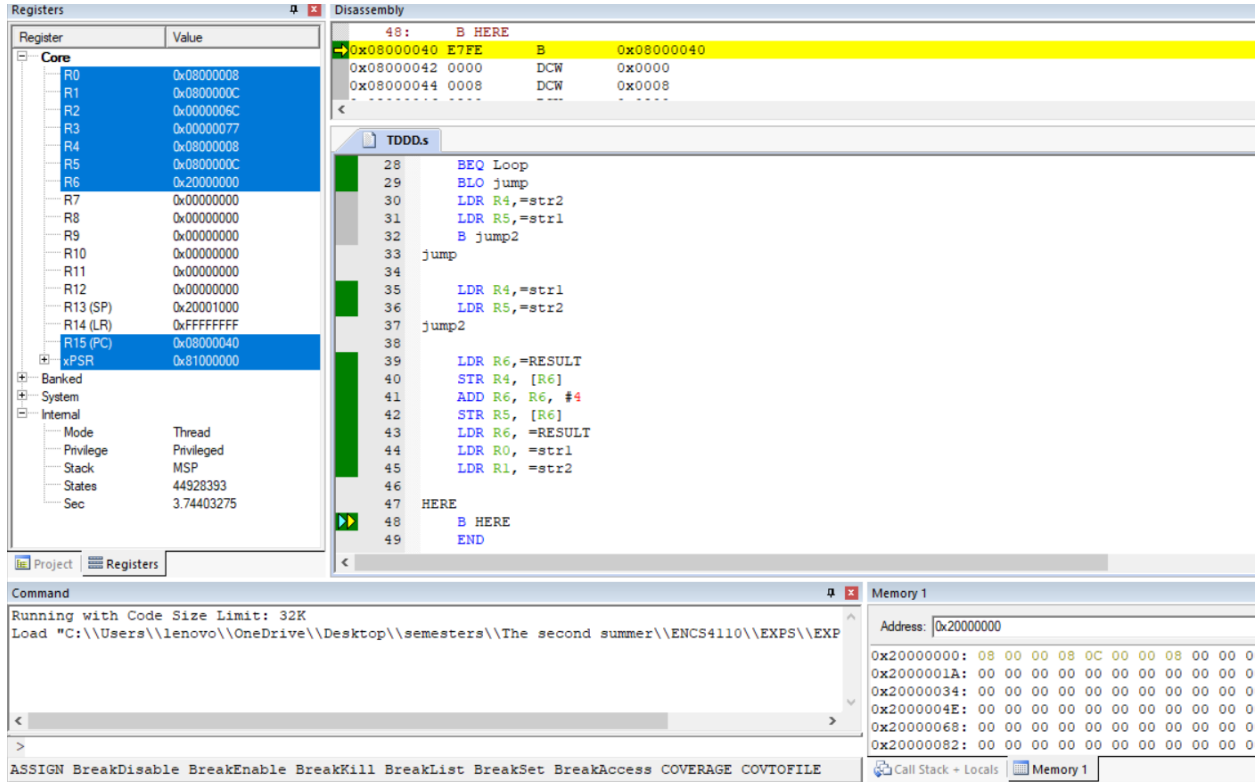 Registers
Register Value
Core
R0 0x08000008
R1 0x0800000C
R2 0x0000006C
R3 0x00000077
R4 0x08000008
R5 0x0800000C
R6 0x20000000
R7 0x00000000
R8 0x00000000
R9 0x00000000
R10 0x00000000
R11 0x00000000
R12 0x00000000
R13 (SP) 0x20001000
R14 (LR) 0xFFFFFFFF
R15 (PC) 0x08000040
xPSR 0x81000000
Banked
System
Internal
Mode Thread
Privilege Privileged
Stack MSP
States 44928393
Sec 3.74403275
Project Registers
Disassembly
48: B HERE
0x08000040 E7FE B 0x08000040
0x08000042 0000 DCW 0x0000
0x08000044 0008 DCW 0x0008
TDDD.s
28 BEQ Loop
29 BLO jump
30 LDR R4,=str2
31 LDR R5,=str1
32 B jump2
33 jump
34
35 LDR R4,=str1
36 LDR R5,=str2
37 jump2
38
39 LDR R6,=RESULT
40 STR R4, [R6]
41 ADD R6, R6, #4
42 STR R5, [R6]
43 LDR R6, =RESULT
44 LDR R0, =str1
45 LDR R1, =str2
46
47 HERE
48 B HERE
49 END
Command
Running with Code Size Limit: 32K
Load "C:\\Users\\lenovo\\OneDrive\\Desktop\\semesters\\The second summer\\ENCS4110\\EXPS\\EXP
>
ASSIGN BreakDisable BreakEnable BreakKill BreakList BreakSet BreakAccess COVERAGE COVTOFILE
Memory 1
Address: 0x20000000
0x20000000: 08 00 00 08 0C 00 00 08 00 00 0
0x2000001A: 00 00 00 00 00 00 00 00 00 00 0
0x20000034: 00 00 00 00 00 00 00 00 00 00 0
0x2000004E: 00 00 00 00 00 00 00 00 00 00 0
0x20000068: 00 00 00 00 00 00 00 00 00 00 0
0x20000082: 00 00 00 00 00 00 00 00 00 00 0
Call Stack + Locals Memory 1